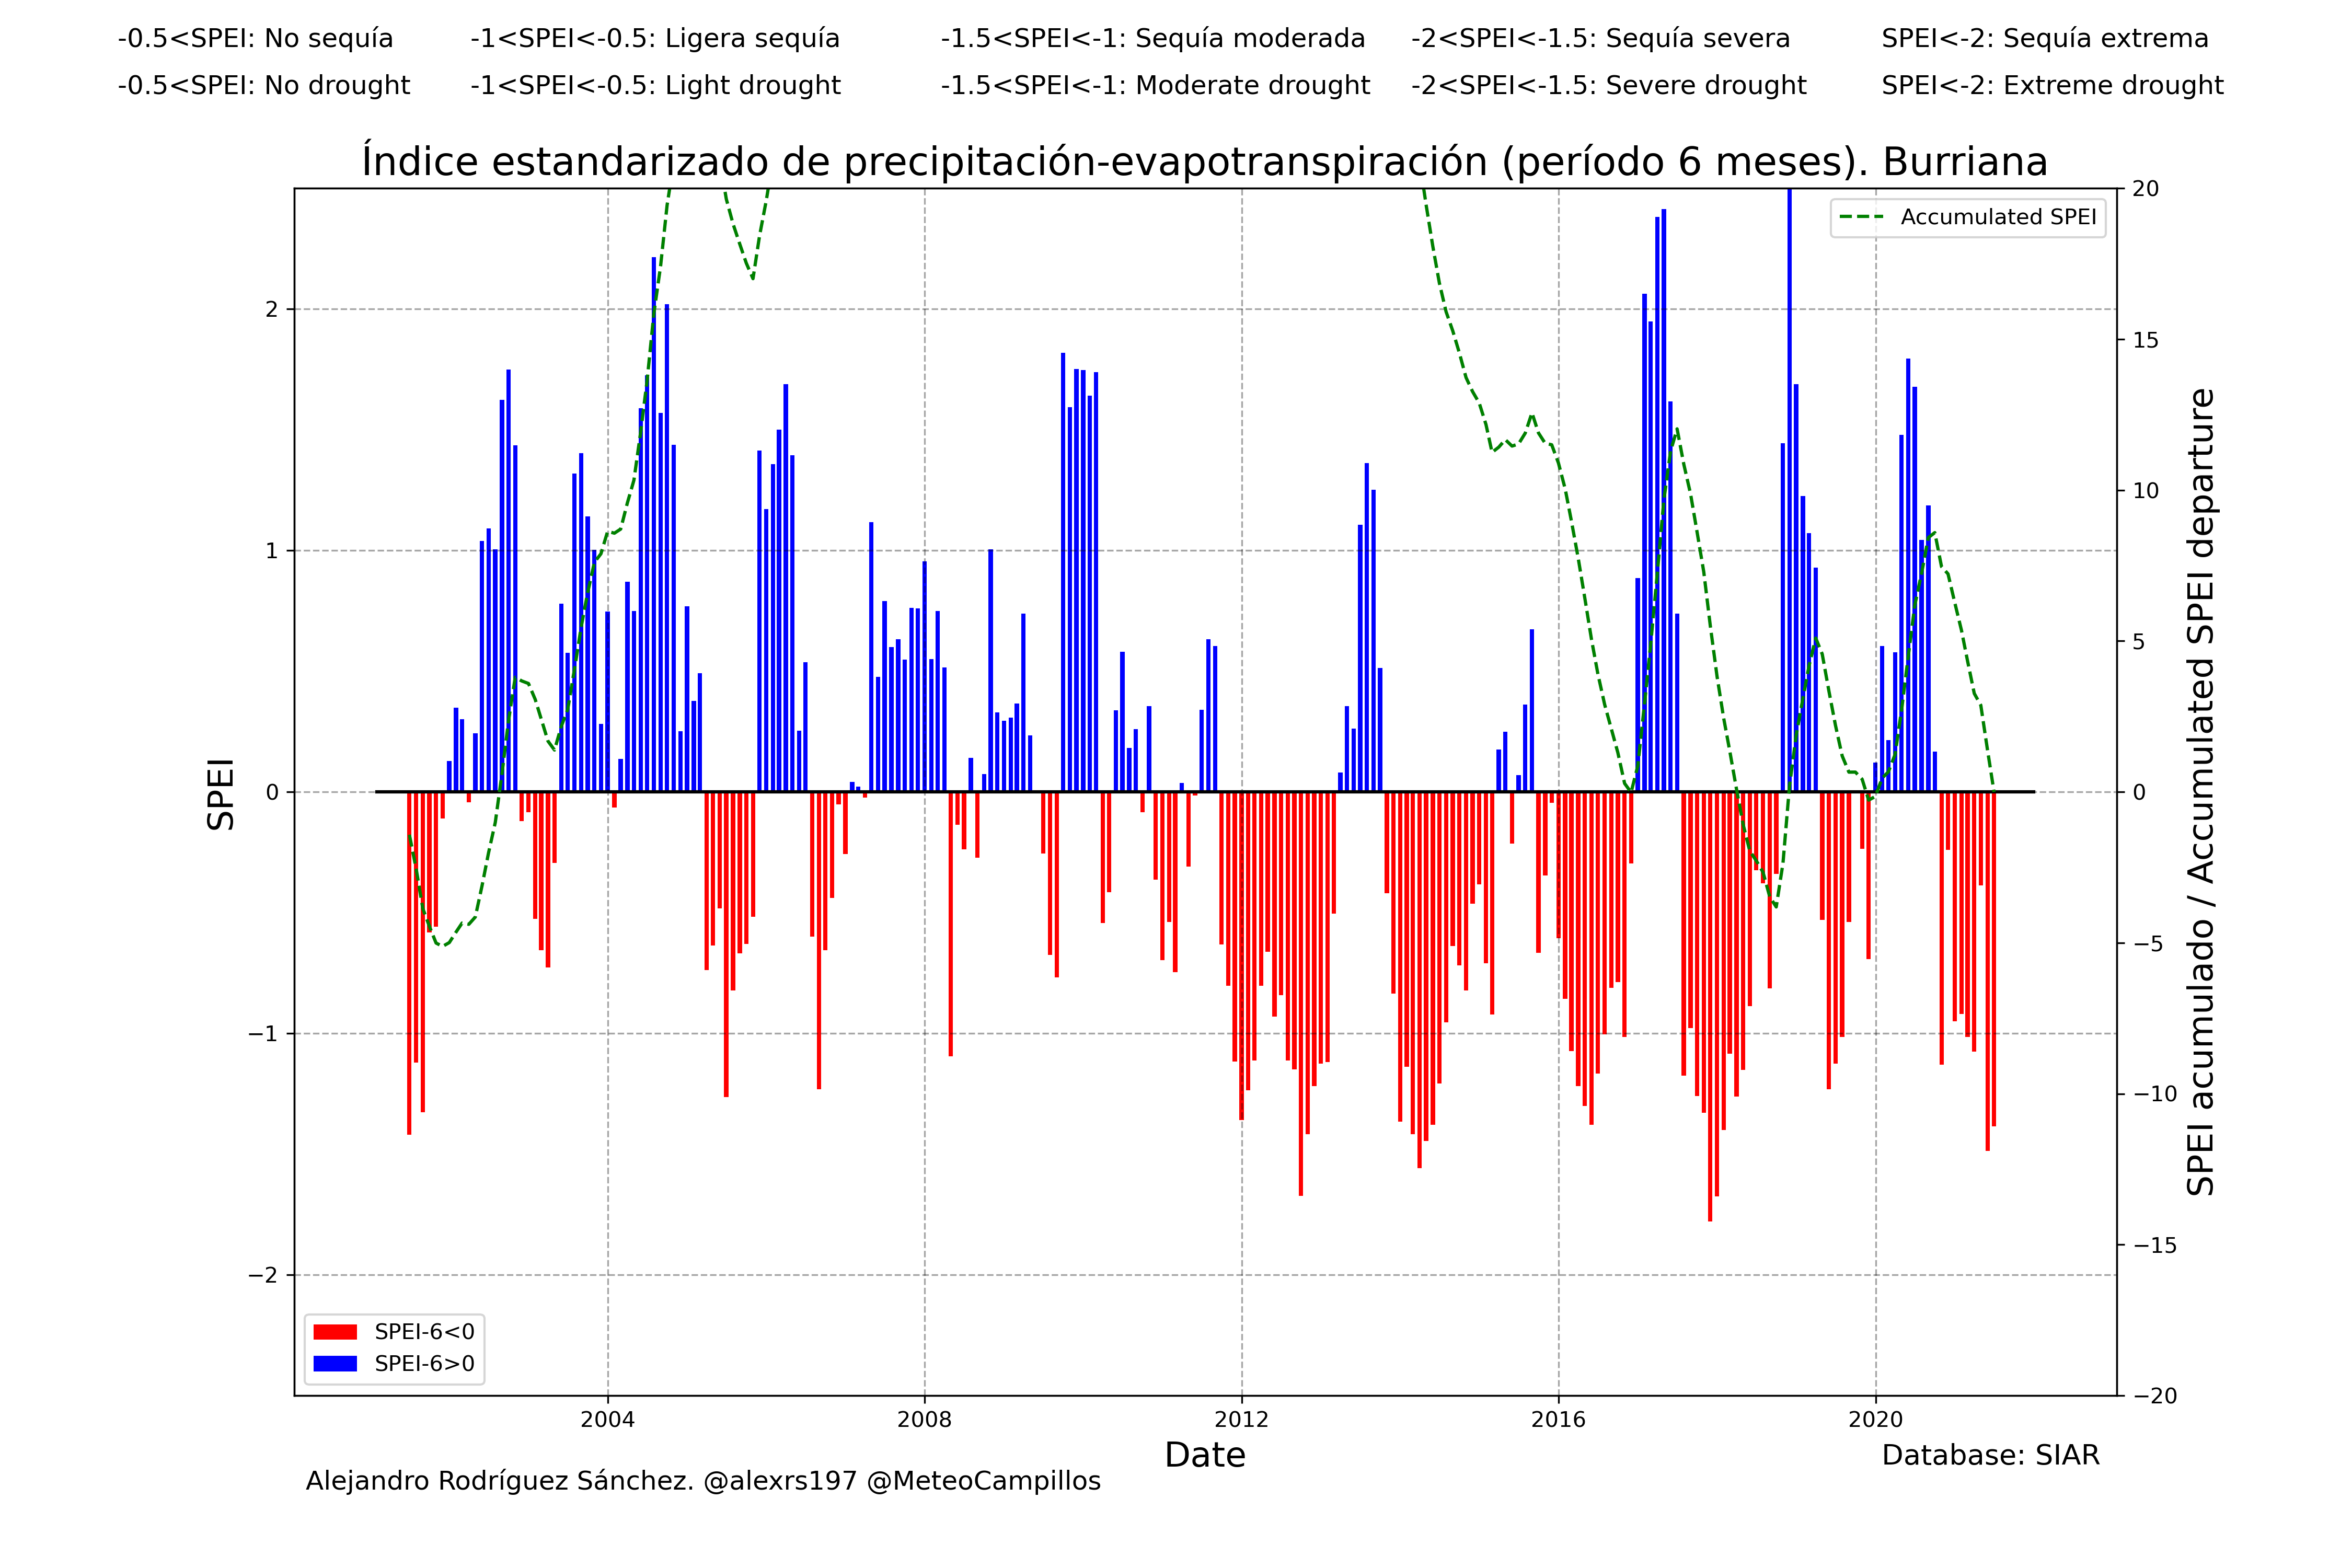 -0.5<SPEI: No sequía -1<SPEI<-0.5: Ligera sequía -1.5<SPEI<-1: Sequía moderada -2<SPEI<-1.5: Sequía severa SPEI<-2: Sequía extrema
-0.5<SPEI: No drought -1<SPEI<-0.5: Light drought -1.5<SPEI<-1: Moderate drought -2<SPEI<-1.5: Severe drought SPEI<-2: Extreme drought
Índice estandarizado de precipitación-evapotranspiración (período 6 meses). Burriana
Accumulated SPEI
SPEI
2
1
0
−1
−2
20
15
10
5
0
−5
−10
−15
−20
SPEI acumulado / Accumulated SPEI departure
SPEI-6<0
SPEI-6>0
2004 2008 2012 2016 2020
Date
Database: SIAR
Alejandro Rodríguez Sánchez. @alexrs197 @MeteoCampillos